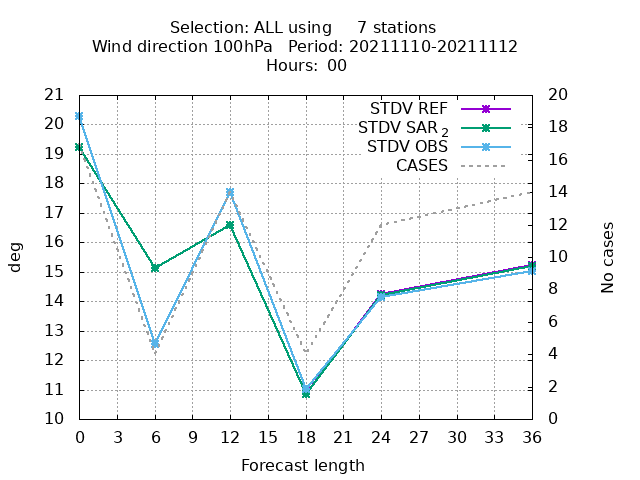 Selection: ALL using     7 stations
Wind direction 100hPa   Period: 20211110-20211112
Hours: 00
STDV REF
STDV SAR 2
STDV OBS
CASES
deg
21
20
19
18
17
16
15
14
13
12
11
10
20
18
16
14
12
10
8
6
4
2
0
No cases
0 3 6 9 12 15 18 21 24 27 30 33 36
Forecast length